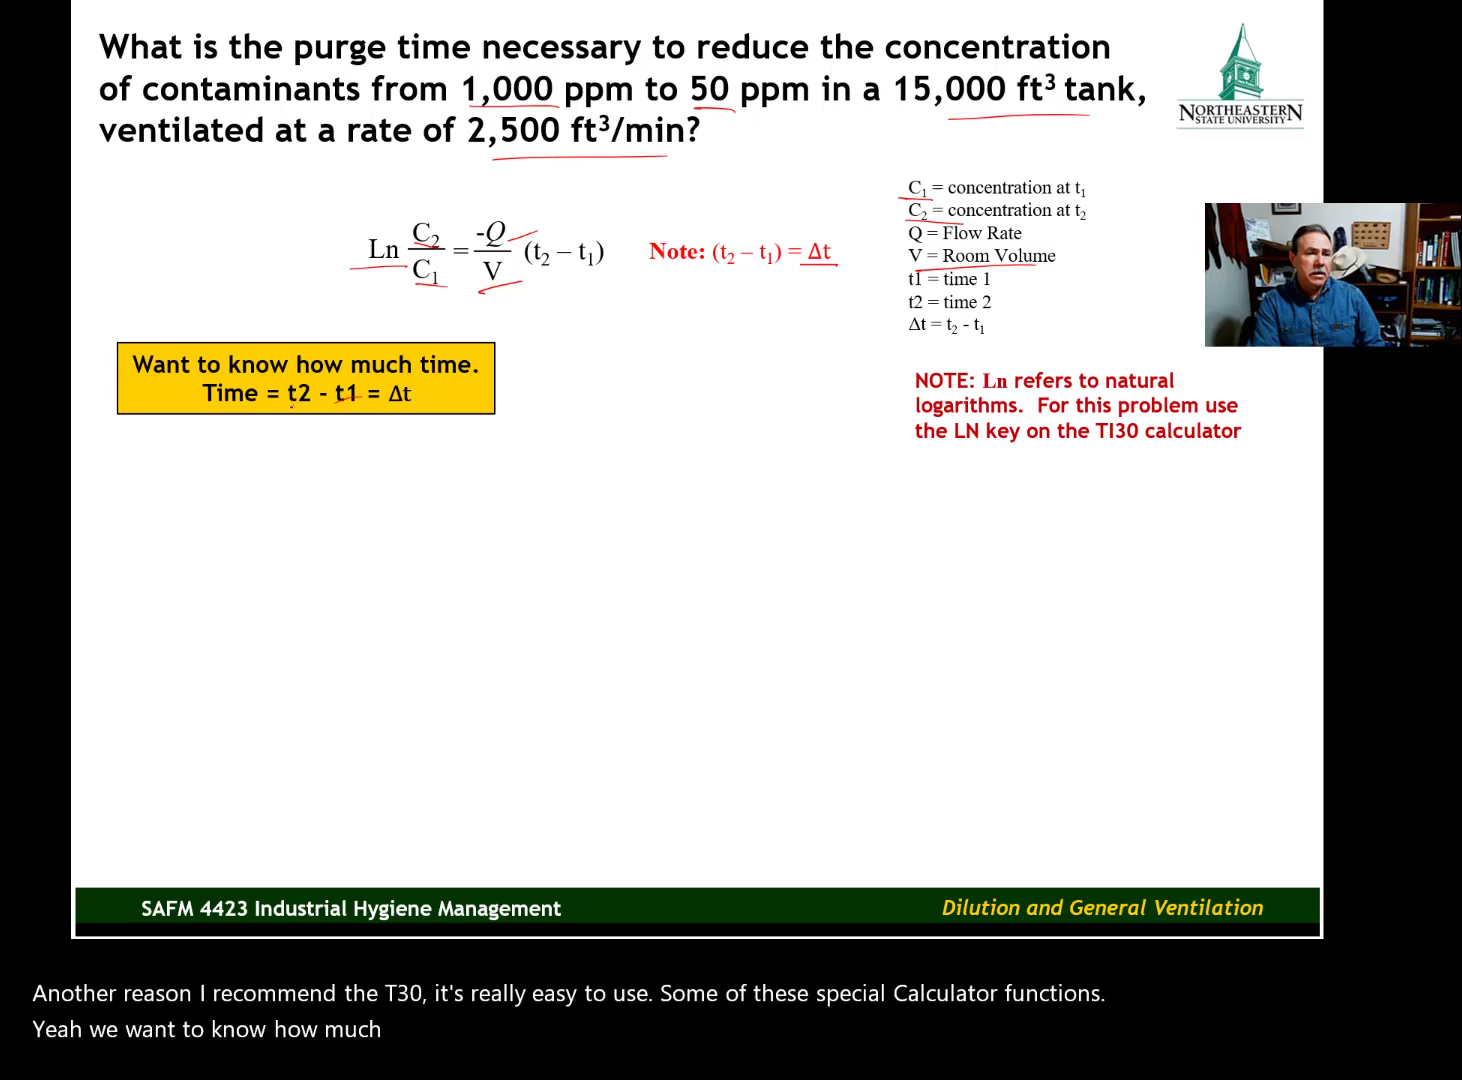 What is the purge time necessary to reduce the concentration
of contaminants from 1,000 ppm to 50 ppm in a 15,000 ft³ tank,
ventilated at a rate of 2,500 ft³/min?
NORTHEASTERN
STATE UNIVERSITY
Ln C₂/C₁ = -Q/V (t₂ – t₁)
Note: (t₂ – t₁) = Δt
C₁ = concentration at t₁
C₂ = concentration at t₂
Q = Flow Rate
V = Room Volume
t1 = time 1
t2 = time 2
Δt = t₂ - t₁
Want to know how much time.
Time = t2 - t1 = Δt
NOTE: Ln refers to natural
logarithms. For this problem use
the LN key on the TI30 calculator
SAFM 4423 Industrial Hygiene Management
Dilution and General Ventilation
Another reason I recommend the T30, it's really easy to use. Some of these special Calculator functions.
Yeah we want to know how much